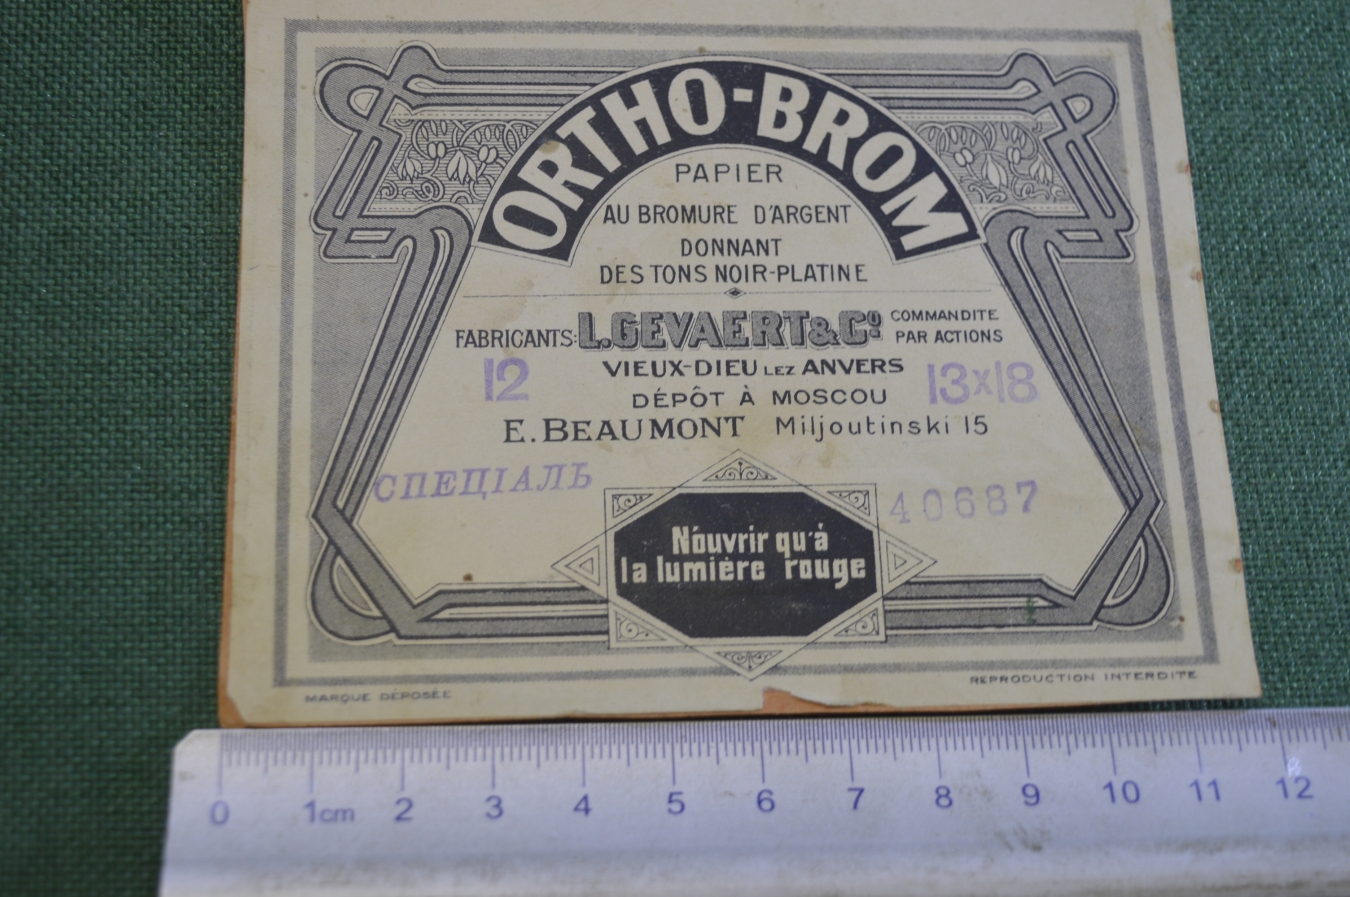 ORTHO-BROM
PAPIER
AU BROMURE D'ARGENT
DONNANT
DES TONS NOIR-PLATINE
FABRICANTS: L. GEVAERT & Cº COMMANDITE PAR ACTIONS
VIEUX-DIEU LEZ ANVERS
12 13x18
DÉPÔT À MOSCOU
E. BEAUMONT Miljoutinski 15
СПЕЦІАЛЬ 40687
N'ouvrir qu'à
la lumière rouge
MARQUE DÉPOSÉE REPRODUCTION INTERDITE
0 1cm 2 3 4 5 6 7 8 9 10 11 12